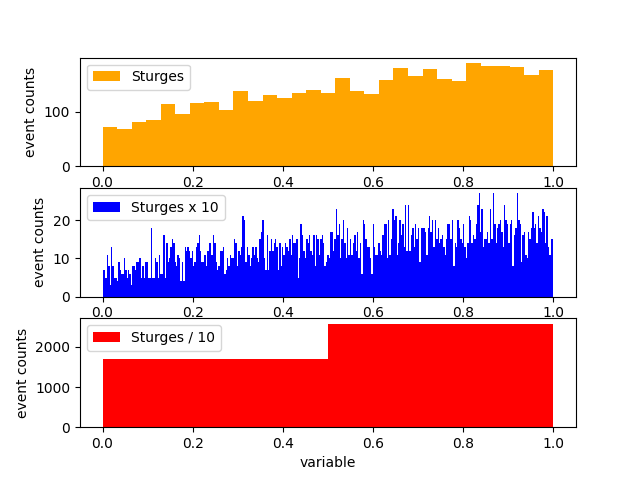 Sturges
event counts
100
0
0.0 0.2 0.4 0.6 0.8 1.0
Sturges x 10
event counts
20
10
0
0.0 0.2 0.4 0.6 0.8 1.0
Sturges / 10
event counts
2000
1000
0
0.0 0.2 0.4 0.6 0.8 1.0
variable